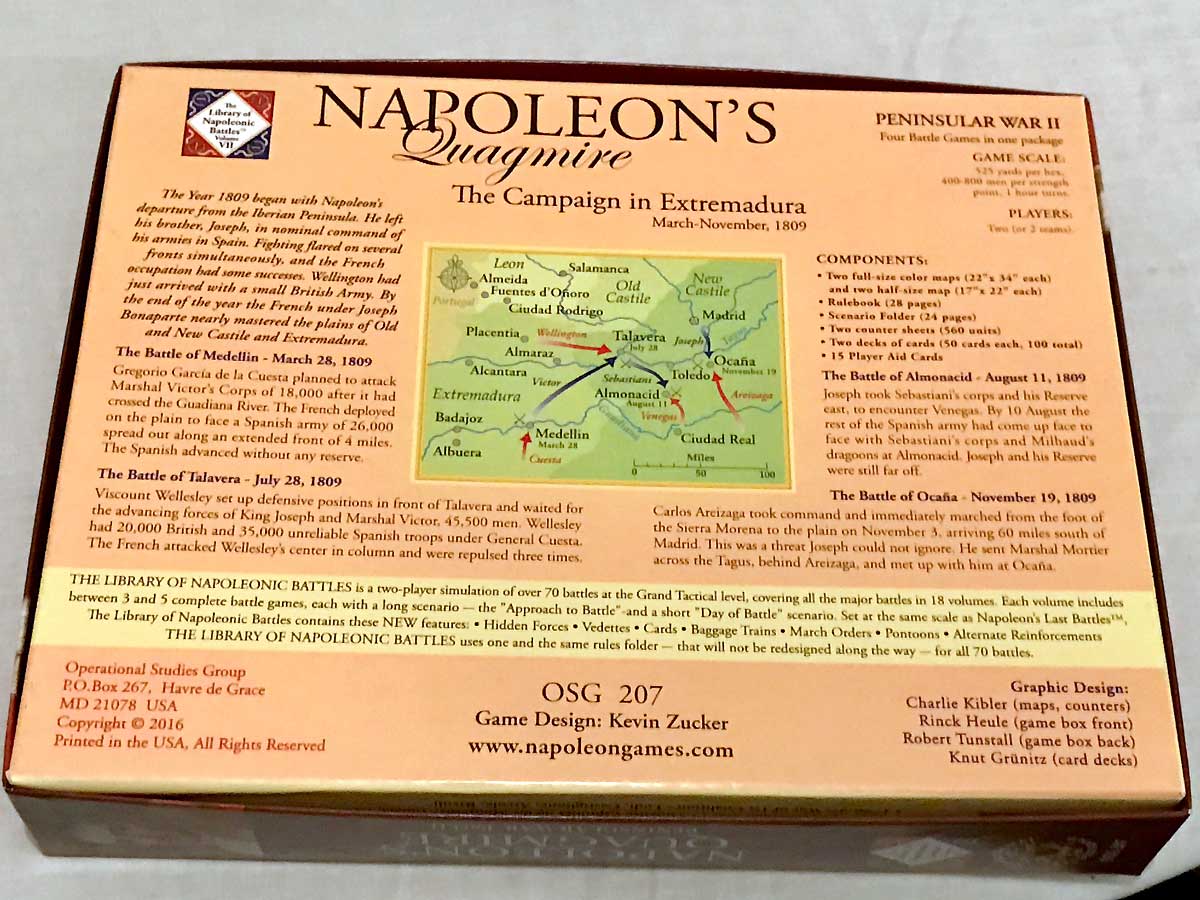 The
Library of
Napoleonic
Battles™
Volume
VII
NAPOLEON'S
Quagmire
The Campaign in Extremadura
March-November, 1809
PENINSULAR WAR II
Four Battle Games in one package
GAME SCALE:
525 yards per hex,
400-800 men per strength
point, 1 hour turns.
PLAYERS:
Two (or 2 teams).
The Year 1809 began with Napoleon's
departure from the Iberian Peninsula. He left
his brother, Joseph, in nominal command of
his armies in Spain. Fighting flared on several
fronts simultaneously, and the French
occupation had some successes. Wellington had
just arrived with a small British Army. By
the end of the year the French under Joseph
Bonaparte nearly mastered the plains of Old
and New Castile and Extremadura.
The Battle of Medellin - March 28, 1809
Gregorio García de la Cuesta planned to attack
Marshal Victor's Corps of 18,000 after it had
crossed the Guadiana River. The French deployed
on the plain to face a Spanish army of 26,000
spread out along an extended front of 4 miles.
The Spanish advanced without any reserve.
Leon
Salamanca
Almeida
Fuentes d'Oñoro
Ciudad Rodrigo
Portugal
Old
Castile
New
Castile
Madrid
Placentia
Wellington
Talavera
July 28
Joseph
Tagus
Almaraz
Ocaña
November 19
Alcantara
Victor
Sebastiani
Toledo
Extremadura
Almonacid
August 11
Areizaga
Venegas
Badajoz
Guadiana
Medellin
March 28
Ciudad Real
Albuera
Cuesta
Miles
0 50 100
COMPONENTS:
• Two full-size color maps (22"x 34" each)
and two half-size map (17"x 22" each)
• Rulebook (28 pages)
• Scenario Folder (24 pages)
• Two counter sheets (560 units)
• Two decks of cards (50 cards each, 100 total)
• 15 Player Aid Cards
The Battle of Almonacid - August 11, 1809
Joseph took Sebastiani's corps and his Reserve
east, to encounter Venegas. By 10 August the
rest of the Spanish army had come up face to
face with Sebastiani's corps and Milhaud's
dragoons at Almonacid. Joseph and his Reserve
were still far off.
The Battle of Talavera - July 28, 1809
Viscount Wellesley set up defensive positions in front of Talavera and waited for
the advancing forces of King Joseph and Marshal Victor, 45,500 men. Wellesley
had 20,000 British and 35,000 unreliable Spanish troops under General Cuesta.
The French attacked Wellesley's center in column and were repulsed three times.
The Battle of Ocaña - November 19, 1809
Carlos Areizaga took command and immediately marched from the foot of
the Sierra Morena to the plain on November 3, arriving 60 miles south of
Madrid. This was a threat Joseph could not ignore. He sent Marshal Mortier
across the Tagus, behind Areizaga, and met up with him at Ocaña.
THE LIBRARY OF NAPOLEONIC BATTLES is a two-player simulation of over 70 battles at the Grand Tactical level, covering all the major battles in 18 volumes. Each volume includes
between 3 and 5 complete battle games, each with a long scenario — the "Approach to Battle"-and a short "Day of Battle" scenario. Set at the same scale as Napoleon's Last Battles™,
The Library of Napoleonic Battles contains these NEW features: • Hidden Forces • Vedettes • Cards • Baggage Trains • March Orders • Pontoons • Alternate Reinforcements
THE LIBRARY OF NAPOLEONIC BATTLES uses one and the same rules folder — that will not be redesigned along the way — for all 70 battles.
Operational Studies Group
P.O.Box 267, Havre de Grace
MD 21078 USA
Copyright © 2016
Printed in the USA, All Rights Reserved
OSG 207
Game Design: Kevin Zucker
www.napoleongames.com
Graphic Design:
Charlie Kibler (maps, counters)
Rinck Heule (game box front)
Robert Tunstall (game box back)
Knut Grünitz (card decks)
NAPOLEON'S
QUAGMIRE